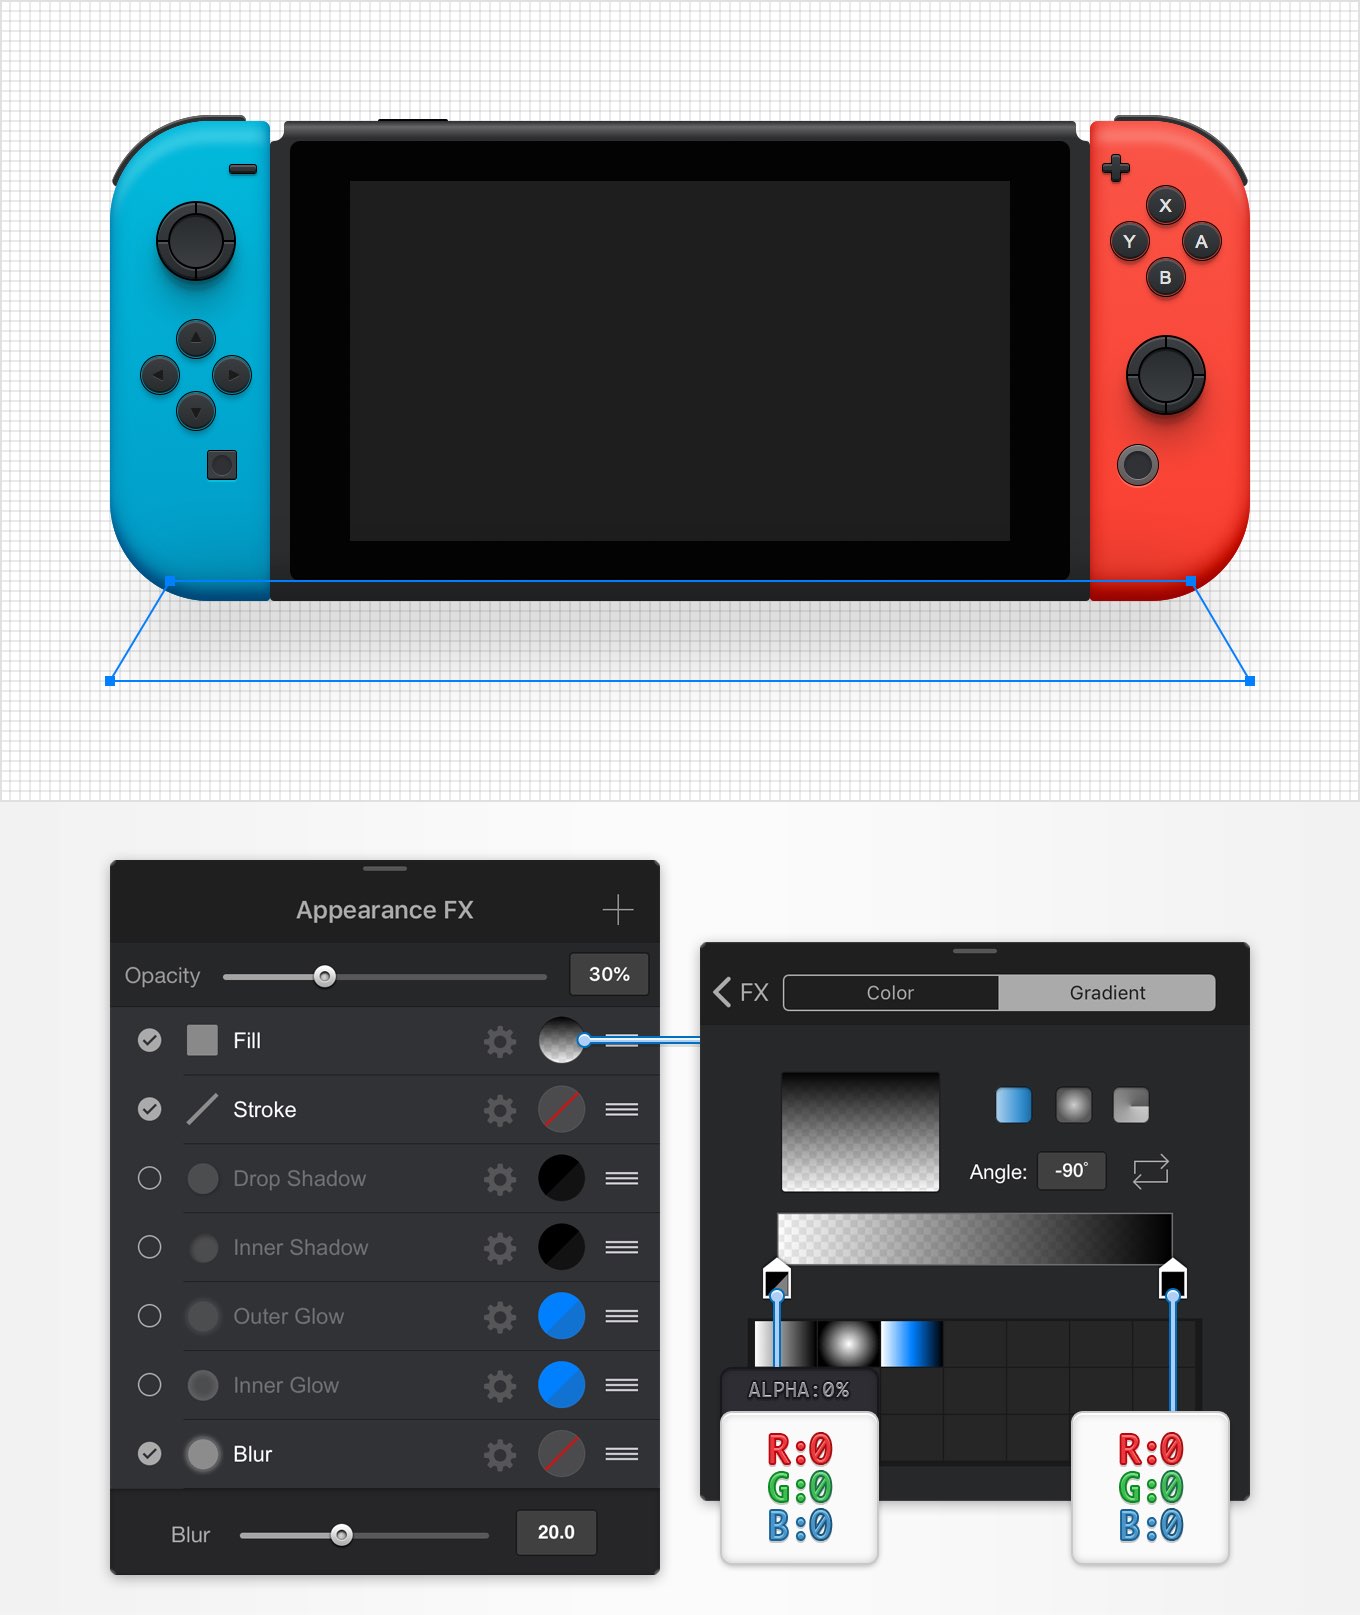 X
Y
A
B
Appearance FX
Opacity
30%
Fill
Stroke
Drop Shadow
Inner Shadow
Outer Glow
Inner Glow
Blur
Blur
20.0
FX
Color
Gradient
Angle:
-90°
ALPHA:0%
R:0
G:0
B:0
R:0
G:0
B:0